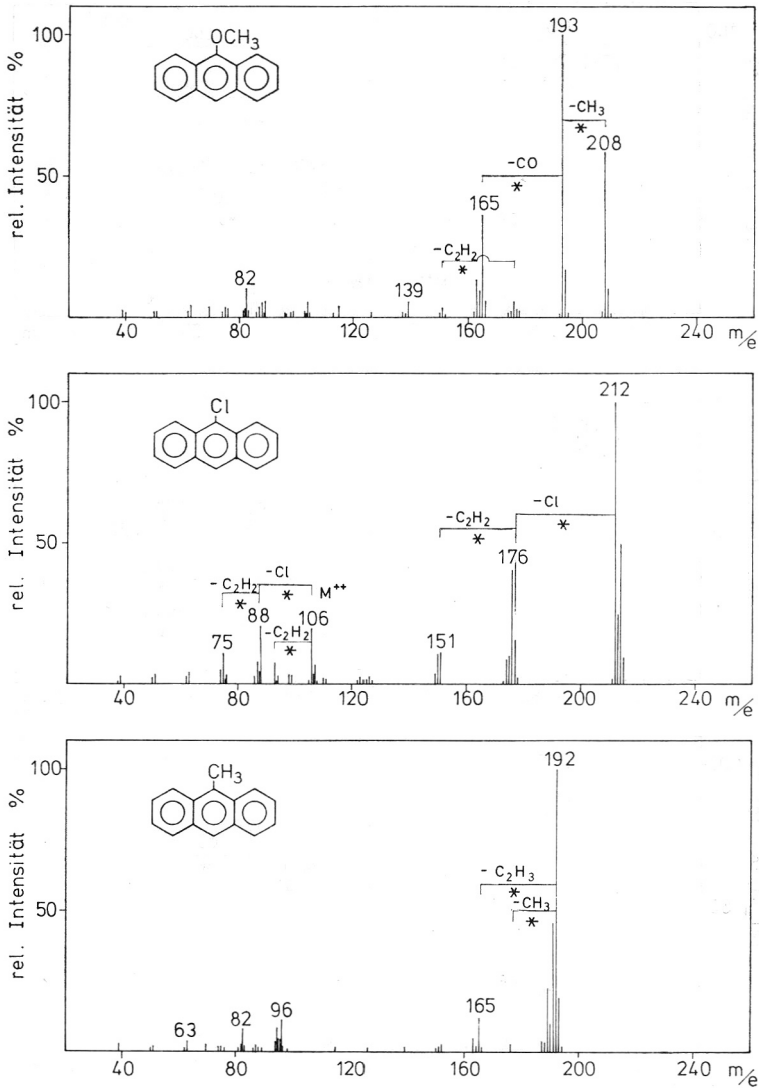 193
100
OCH3
-CH3
*
208
-CO
*
50
165
-C2H2
*
82
139
rel. Intensität %
40 80 120 160 200 240 m/e
212
100
Cl
-Cl
*
-C2H2
*
50
176
-Cl
-C2H2
*
M++
*
88
-C2H2
106
75
*
151
rel. Intensität %
40 80 120 160 200 240 m/e
192
100
CH3
- C2H3
*
-CH3
*
50
165
96
82
63
rel. Intensität %
40 80 120 160 200 240 m/e